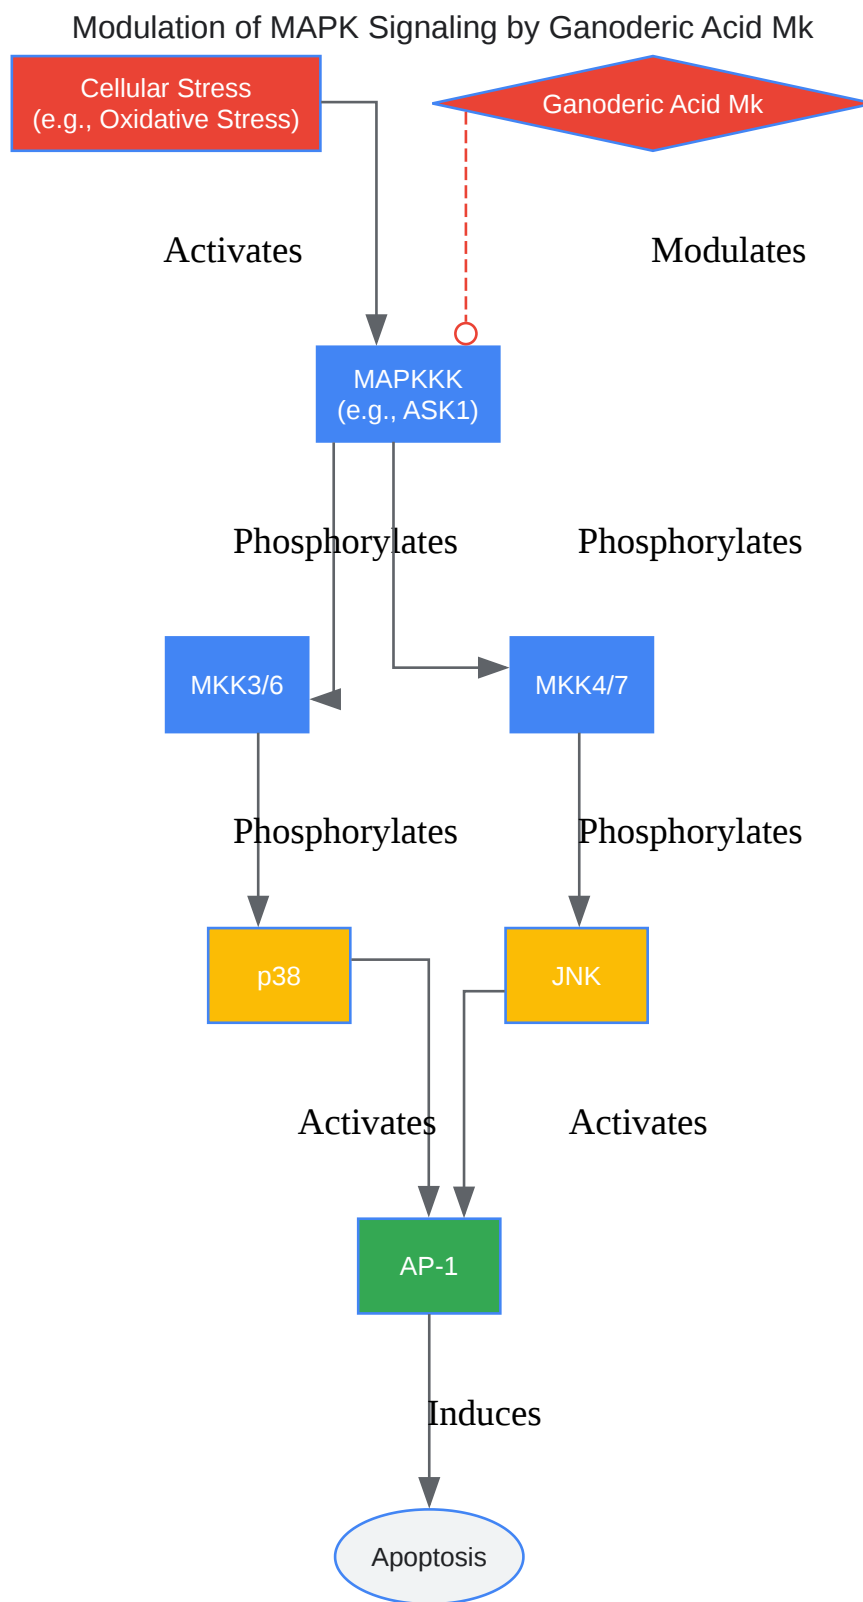 Modulation of MAPK Signaling by Ganoderic Acid Mk
Cellular Stress
(e.g., Oxidative Stress)
Ganoderic Acid Mk
Activates
Modulates
MAPKKK
(e.g., ASK1)
Phosphorylates
Phosphorylates
MKK3/6
MKK4/7
Phosphorylates
Phosphorylates
p38
JNK
Activates
Activates
AP-1
Induces
Apoptosis